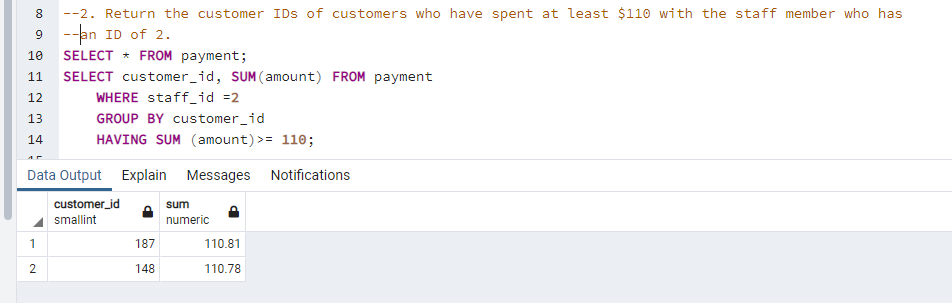 8 --2. Return the customer IDs of customers who have spent at least $110 with the staff member who has
9 --an ID of 2.
10 SELECT * FROM payment;
11 SELECT customer_id, SUM(amount) FROM payment
12 WHERE staff_id =2
13 GROUP BY customer_id
14 HAVING SUM (amount)>= 110;
15
Data Output Explain Messages Notifications
customer_id sum
smallint numeric
1 187 110.81
2 148 110.78